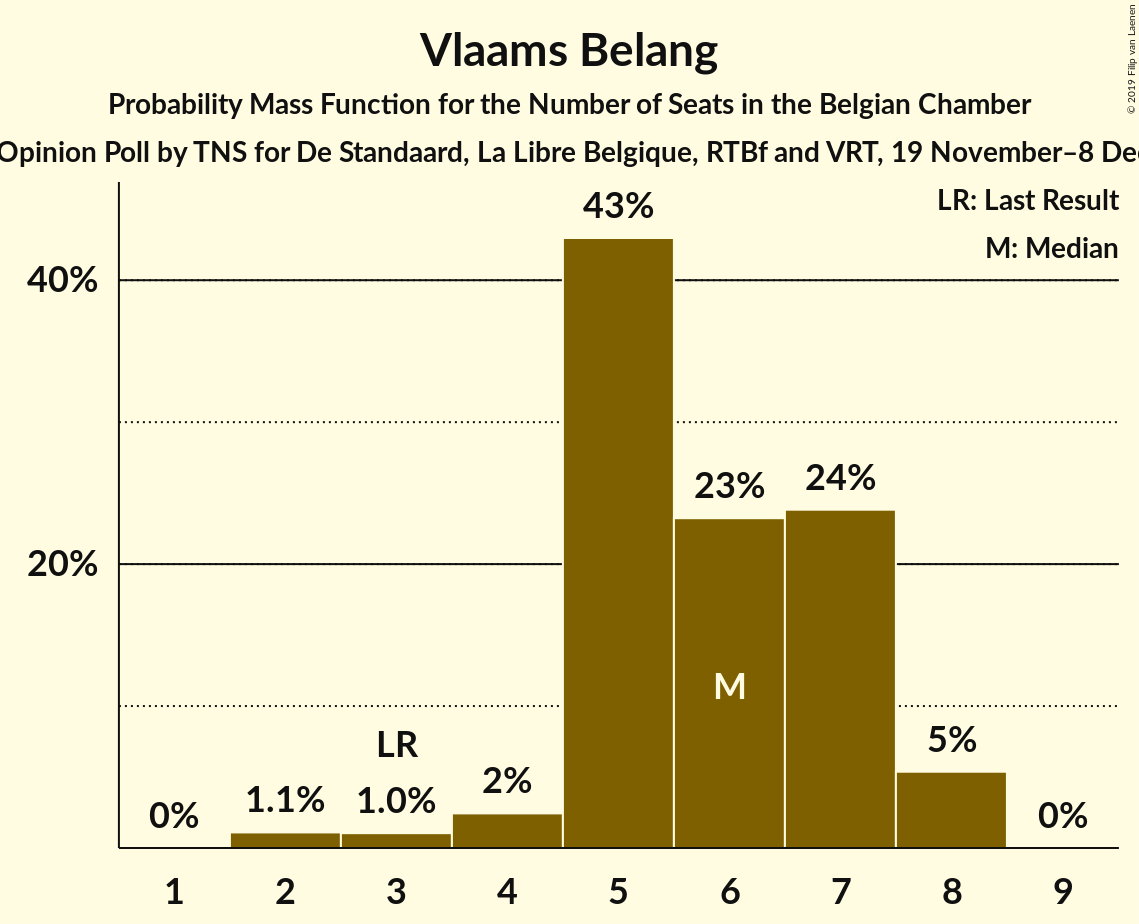 Vlaams Belang
Probability Mass Function for the Number of Seats in the Belgian Chamber
Opinion Poll by TNS for De Standaard, La Libre Belgique, RTBf and VRT, 19 November–8 De
© 2019 Filip van Laenen
LR: Last Result
M: Median
43%
40%
24%
23%
20%
M
LR
5%
2%
1.1%
1.0%
0%
0%
1 2 3 4 5 6 7 8 9